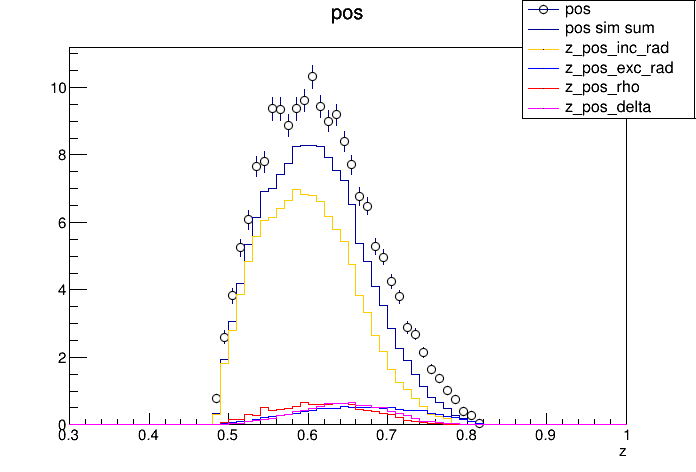 pos
pos
pos sim sum
z_pos_inc_rad
z_pos_exc_rad
z_pos_rho
z_pos_delta
10
8
6
4
2
0
0.3 0.4 0.5 0.6 0.7 0.8 0.9 1
z